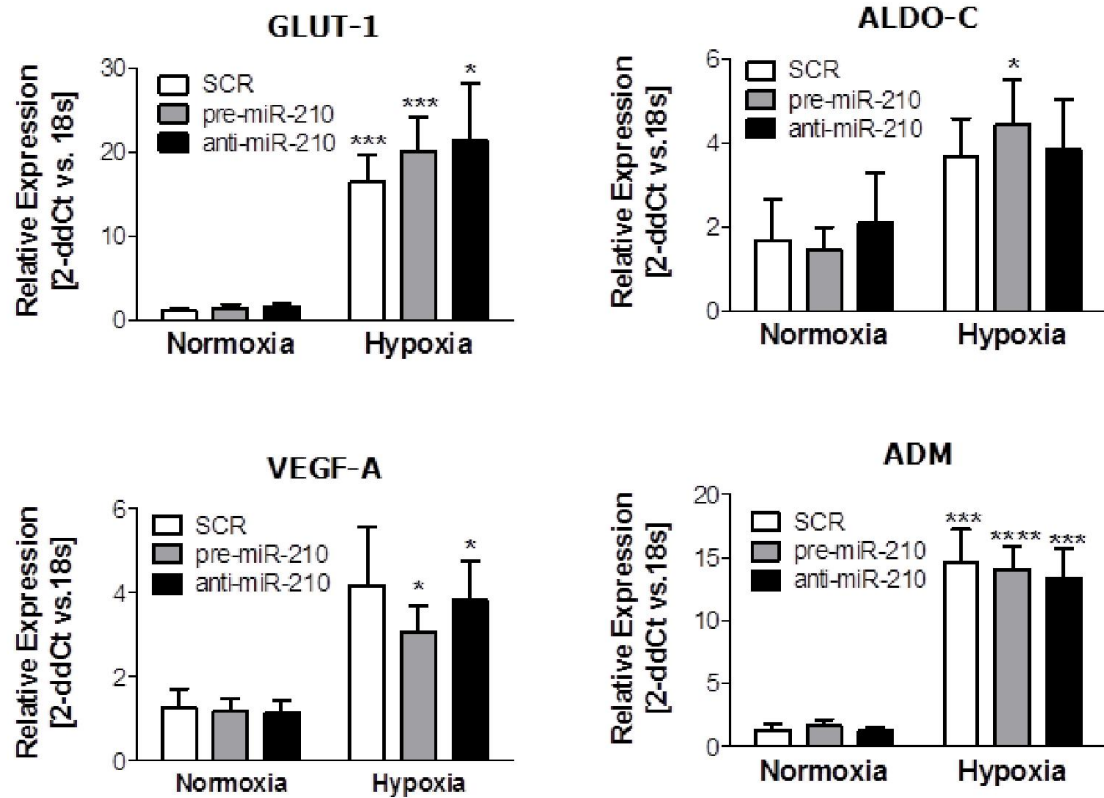 GLUT-1
Relative Expression
[2-ddCt vs. 18s]
30
20
10
0
SCR
pre-miR-210
anti-miR-210
***
***
*
Normoxia
Hypoxia
ALDO-C
Relative Expression
[2-ddCt vs. 18s]
6
4
2
0
SCR
pre-miR-210
anti-miR-210
*
Normoxia
Hypoxia
VEGF-A
Relative Expression
[2-ddCt vs.18s]
6
4
2
0
SCR
pre-miR-210
anti-miR-210
*
*
Normoxia
Hypoxia
ADM
Relative Expression
[2-ddCt vs.18s]
20
15
10
5
0
SCR
pre-miR-210
anti-miR-210
***
****
***
Normoxia
Hypoxia